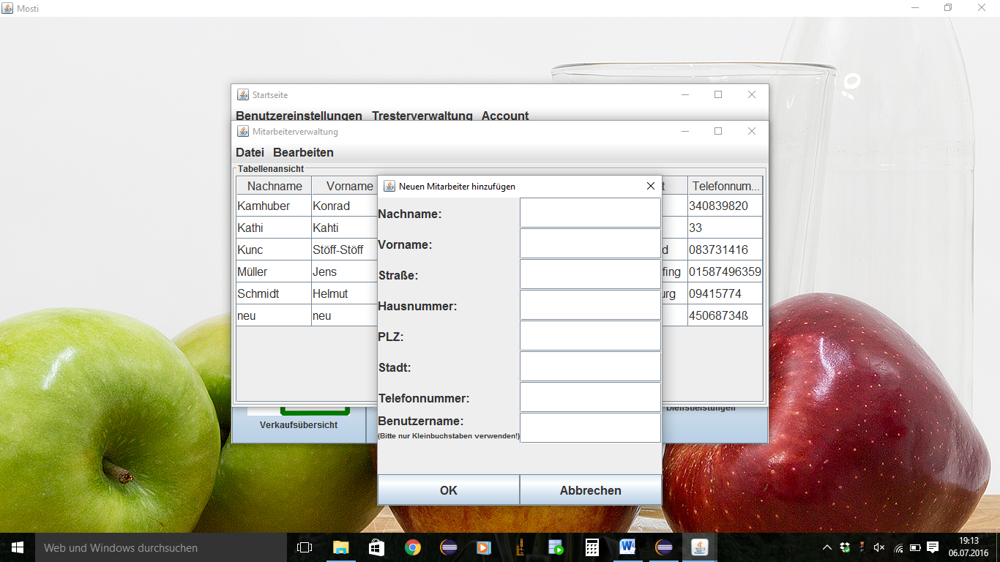 Mosti
Startseite
Benutzereinstellungen Tresterverwaltung Account
Mitarbeiterverwaltung
Datei Bearbeiten
Tabellenansicht
Nachname Vorname t Telefonnum...
Kamhuber Konrad 340839820
Kathi Kahti 33
Kunc Stöff-Stöff d 083731416
Müller Jens fing 01587496359
Schmidt Helmut urg 09415774
neu neu 45068734ß
Neuen Mitarbeiter hinzufügen
Nachname:
Vorname:
Straße:
Hausnummer:
PLZ:
Stadt:
Telefonnummer:
Benutzername:
(Bitte nur Kleinbuchstaben verwenden!)
OK Abbrechen
Verkaufsübersicht
Dienstleistungen
Web und Windows durchsuchen
19:13
06.07.2016